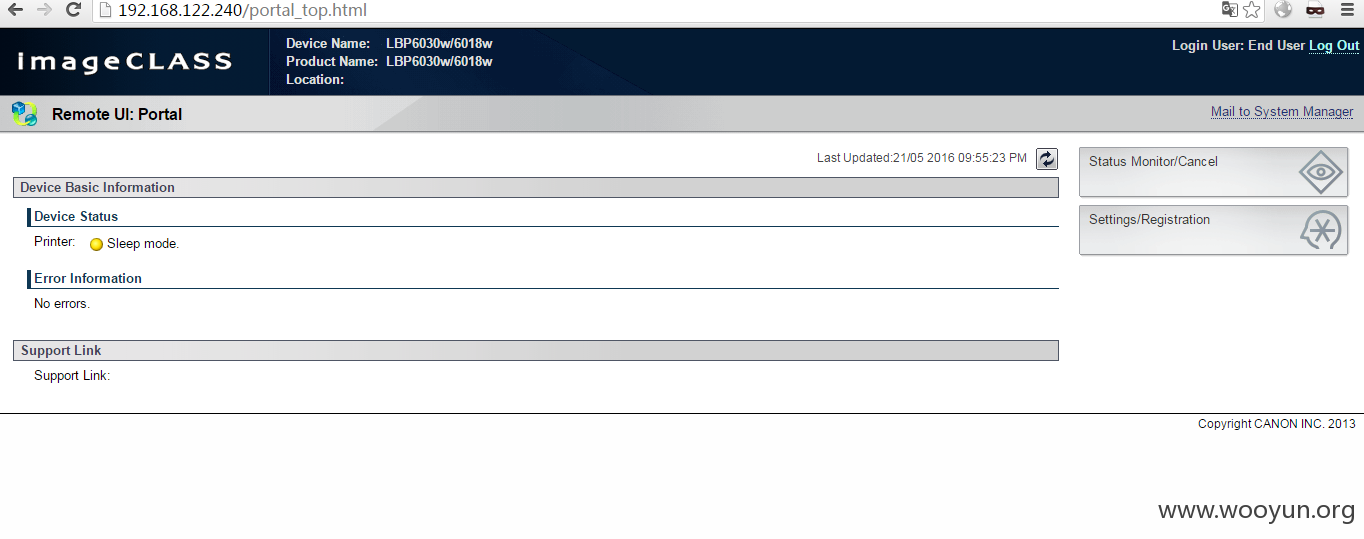 192.168.122.240/portal_top.html
imageCLASS
Device Name: LBP6030w/6018w
Product Name: LBP6030w/6018w
Location:
Login User: End User Log Out
Remote UI: Portal
Mail to System Manager
Last Updated:21/05 2016 09:55:23 PM
Device Basic Information
Device Status
Printer: Sleep mode.
Error Information
No errors.
Support Link
Support Link:
Status Monitor/Cancel
Settings/Registration
Copyright CANON INC. 2013
www.wooyun.org